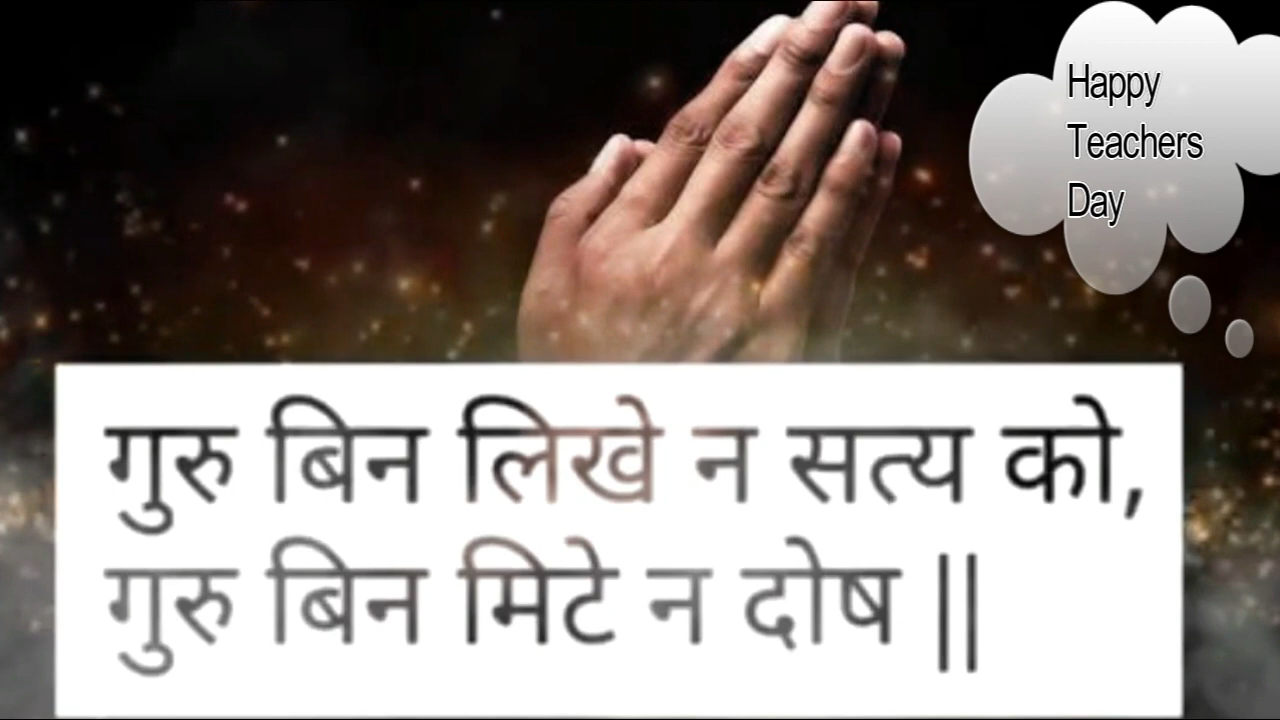 Happy
Teachers
Day
गुरु बिन लिखे न सत्य को,
गुरु बिन मिटे न दोष ||